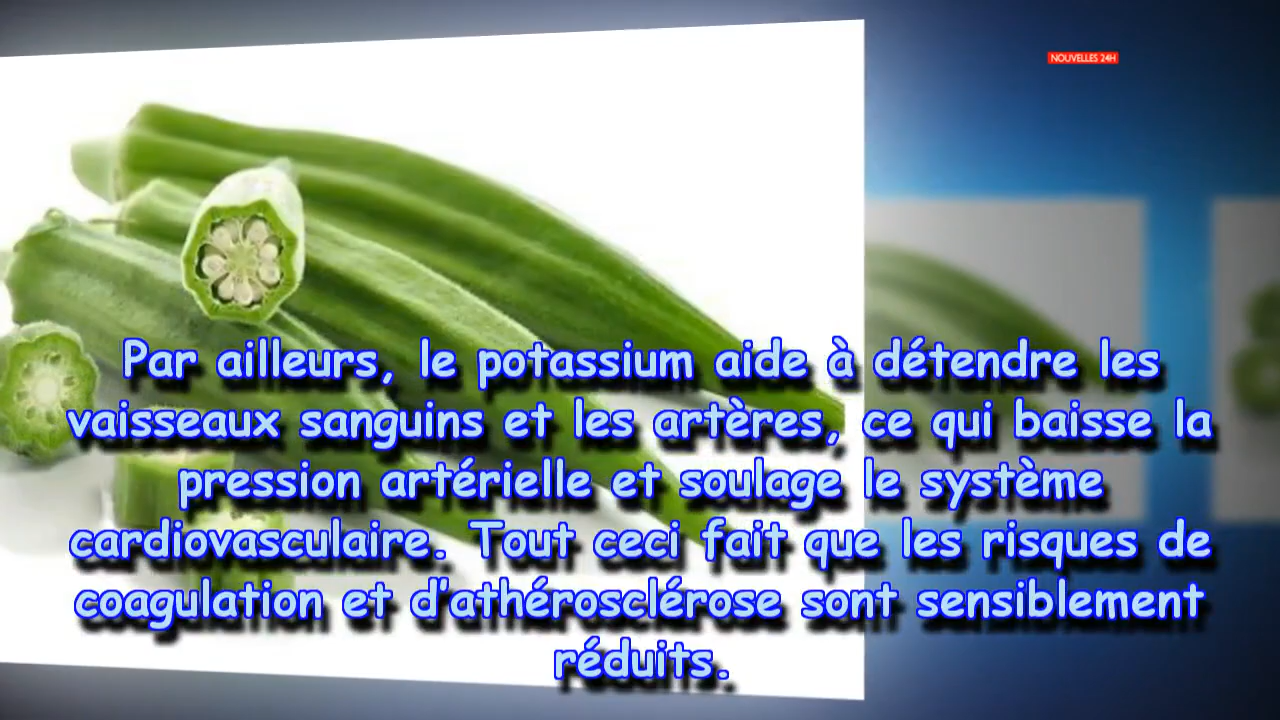 NOUVELLES 24H
Par ailleurs, le potassium aide à détendre les
vaisseaux sanguins et les artères, ce qui baisse la
pression artérielle et soulage le système
cardiovasculaire. Tout ceci fait que les risques de
coagulation et d'athérosclérose sont sensiblement
réduits.